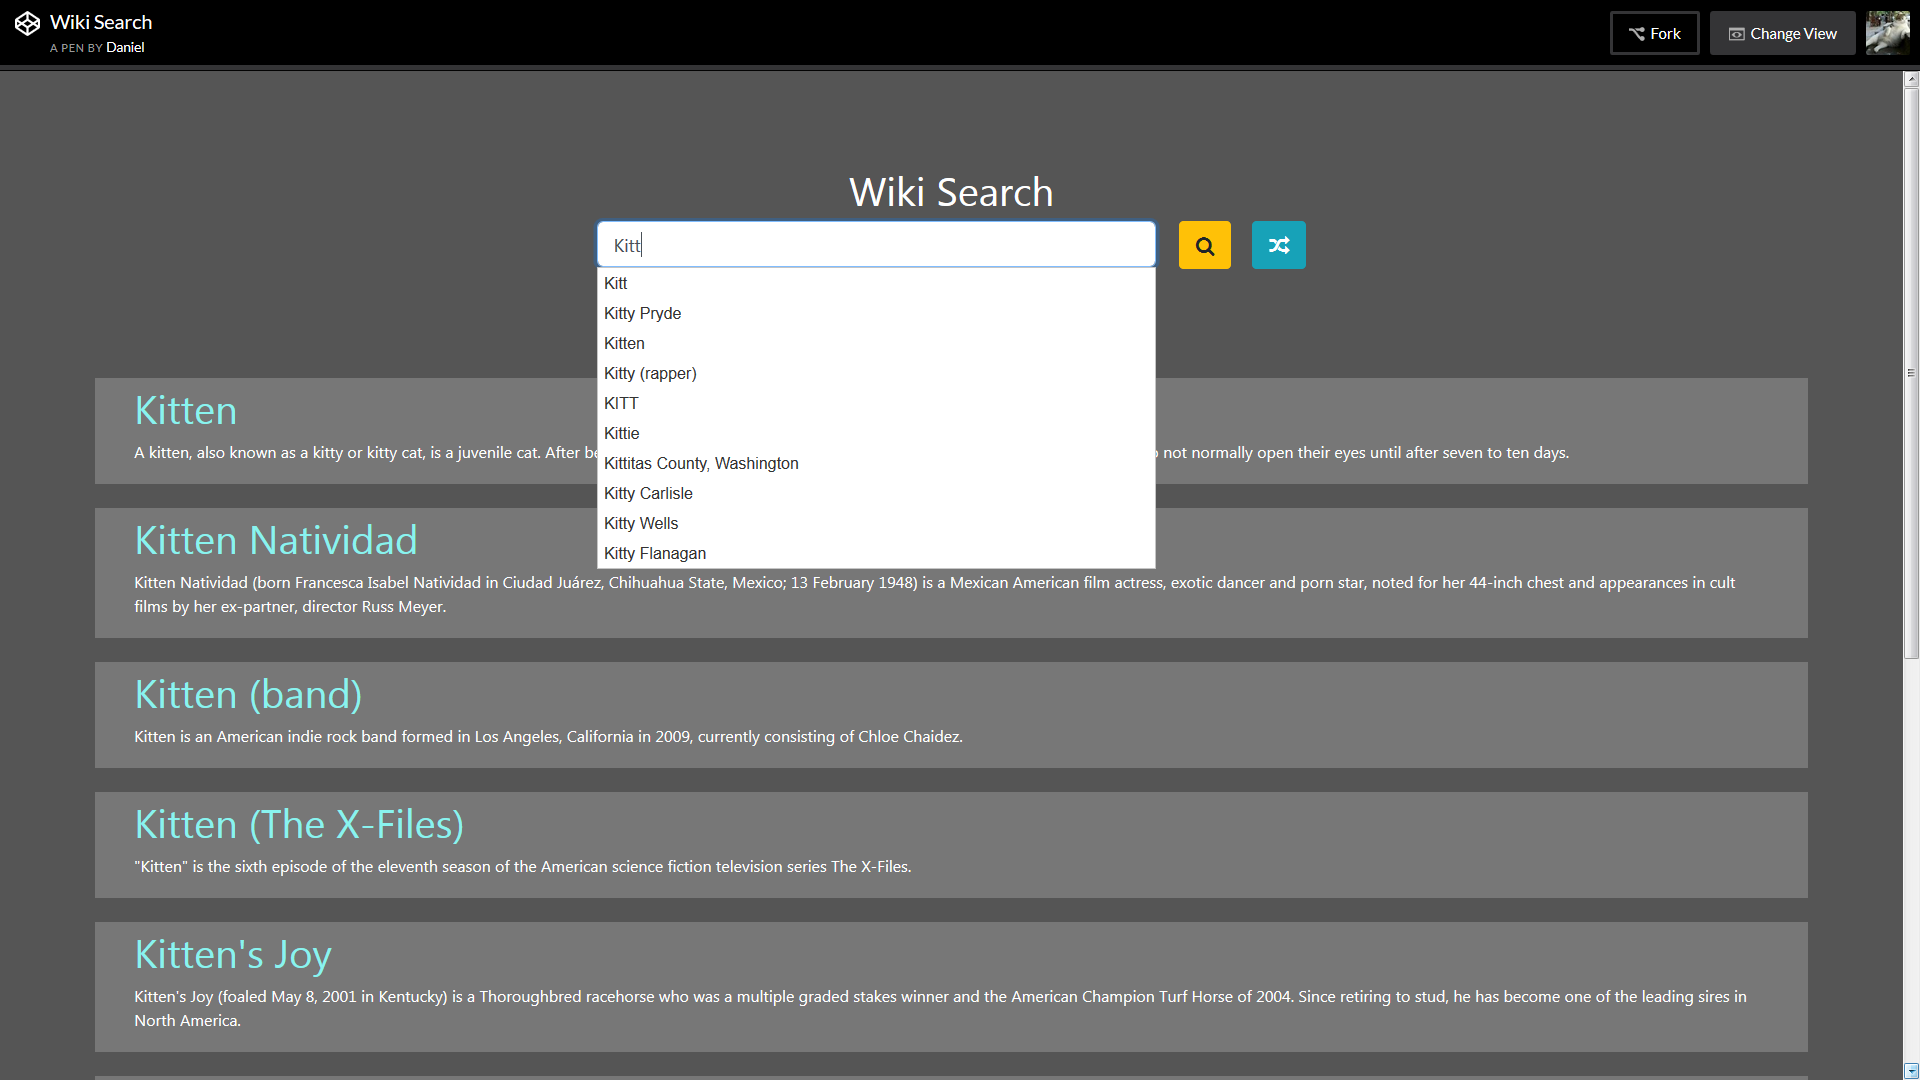 Wiki Search
A PEN BY Daniel
Fork
Change View
Wiki Search
Kitt
Kitt
Kitty Pryde
Kitten
Kitty (rapper)
KITT
Kittie
Kittitas County, Washington
Kitty Carlisle
Kitty Wells
Kitty Flanagan
Kitten
A kitten, also known as a kitty or kitty cat, is a juvenile cat. After not normally open their eyes until after seven to ten days.
Kitten Natividad
Kitten Natividad (born Francesca Isabel Natividad in Ciudad Juárez, Chihuahua State, Mexico; 13 February 1948) is a Mexican American film actress, exotic dancer and porn star, noted for her 44-inch chest and appearances in cult
films by her ex-partner, director Russ Meyer.
Kitten (band)
Kitten is an American indie rock band formed in Los Angeles, California in 2009, currently consisting of Chloe Chaidez.
Kitten (The X-Files)
"Kitten" is the sixth episode of the eleventh season of the American science fiction television series The X-Files.
Kitten's Joy
Kitten's Joy (foaled May 8, 2001 in Kentucky) is a Thoroughbred racehorse who was a multiple graded stakes winner and the American Champion Turf Horse of 2004. Since retiring to stud, he has become one of the leading sires in
North America.